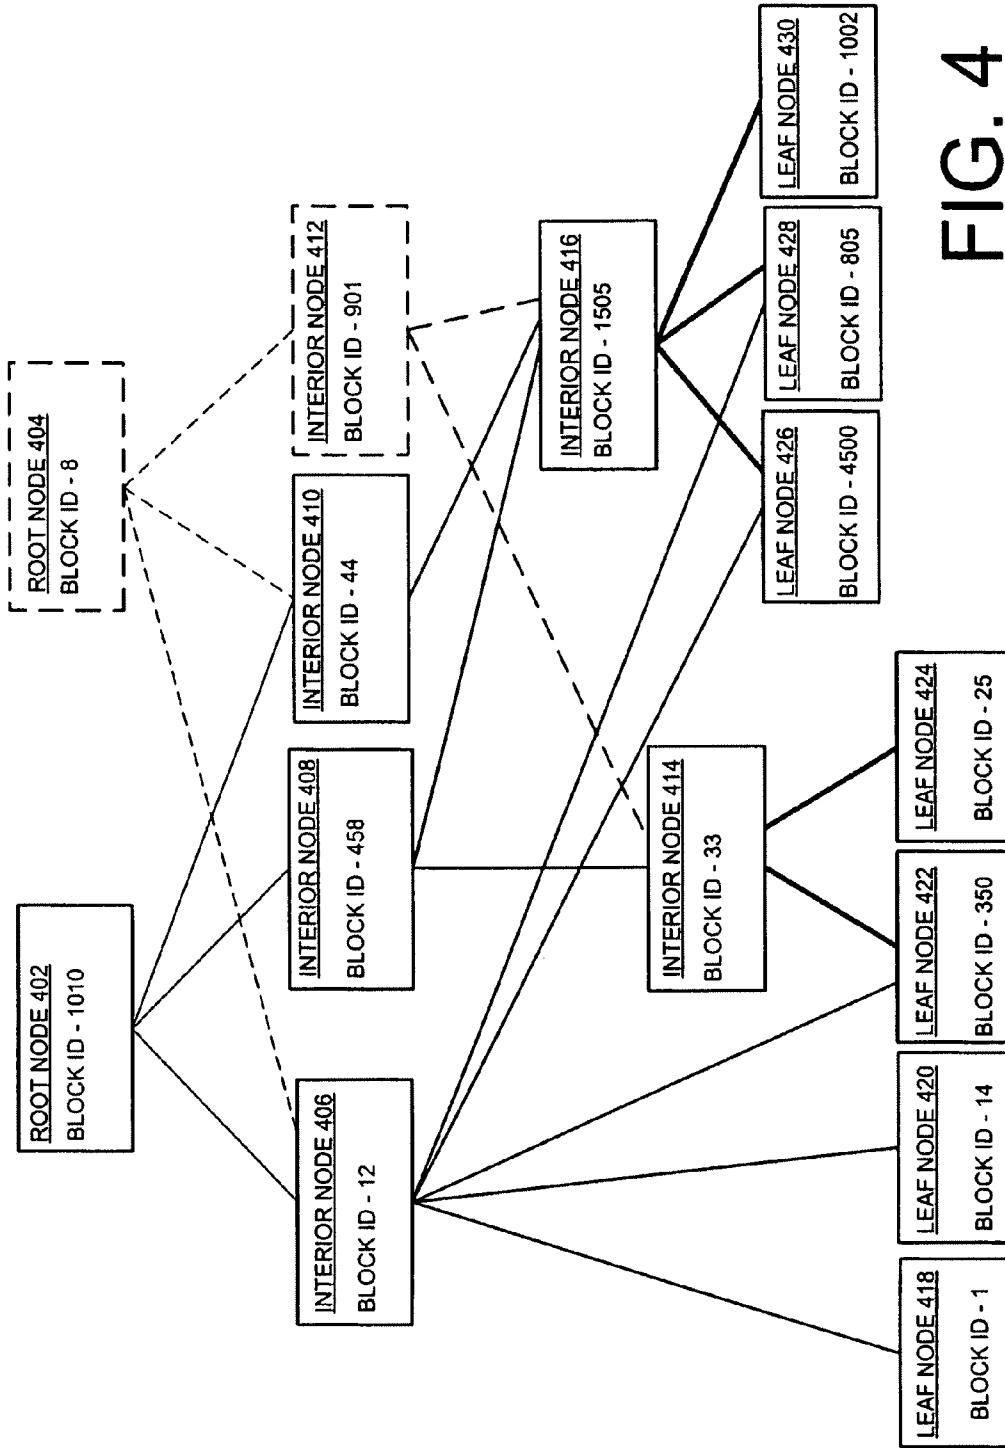 ROOT NODE 402
BLOCK ID - 1010
ROOT NODE 404
BLOCK ID - 8
INTERIOR NODE 406
BLOCK ID - 12
INTERIOR NODE 408
BLOCK ID - 458
INTERIOR NODE 410
BLOCK ID - 44
INTERIOR NODE 412
BLOCK ID - 901
INTERIOR NODE 414
BLOCK ID - 33
INTERIOR NODE 416
BLOCK ID - 1505
LEAF NODE 418
BLOCK ID - 1
LEAF NODE 420
BLOCK ID - 14
LEAF NODE 422
BLOCK ID - 350
LEAF NODE 424
BLOCK ID - 25
LEAF NODE 426
BLOCK ID - 4500
LEAF NODE 428
BLOCK ID - 805
LEAF NODE 430
BLOCK ID - 1002
FIG. 4